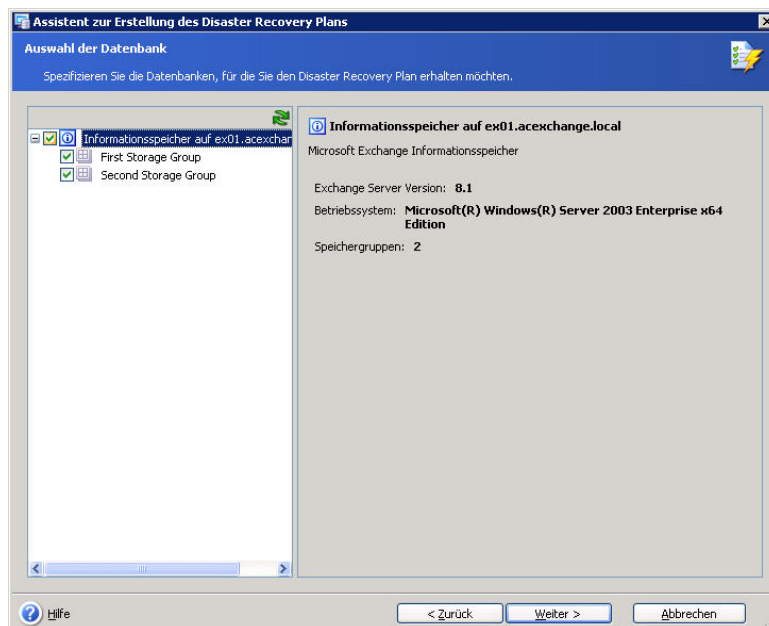 Assistent zur Erstellung des Disaster Recovery Plans
Auswahl der Datenbank
Spezifizieren Sie die Datenbanken, für die Sie den Disaster Recovery Plan erhalten möchten.
Informationsspeicher auf ex01.acexchan
First Storage Group
Second Storage Group
Informationsspeicher auf ex01.acexchange.local
Microsoft Exchange Informationsspeicher
Exchange Server Version: 8.1
Betriebssystem: Microsoft(R) Windows(R) Server 2003 Enterprise x64
Edition
Speichergruppen: 2
Hilfe
< Zurück
Weiter >
Abbrechen